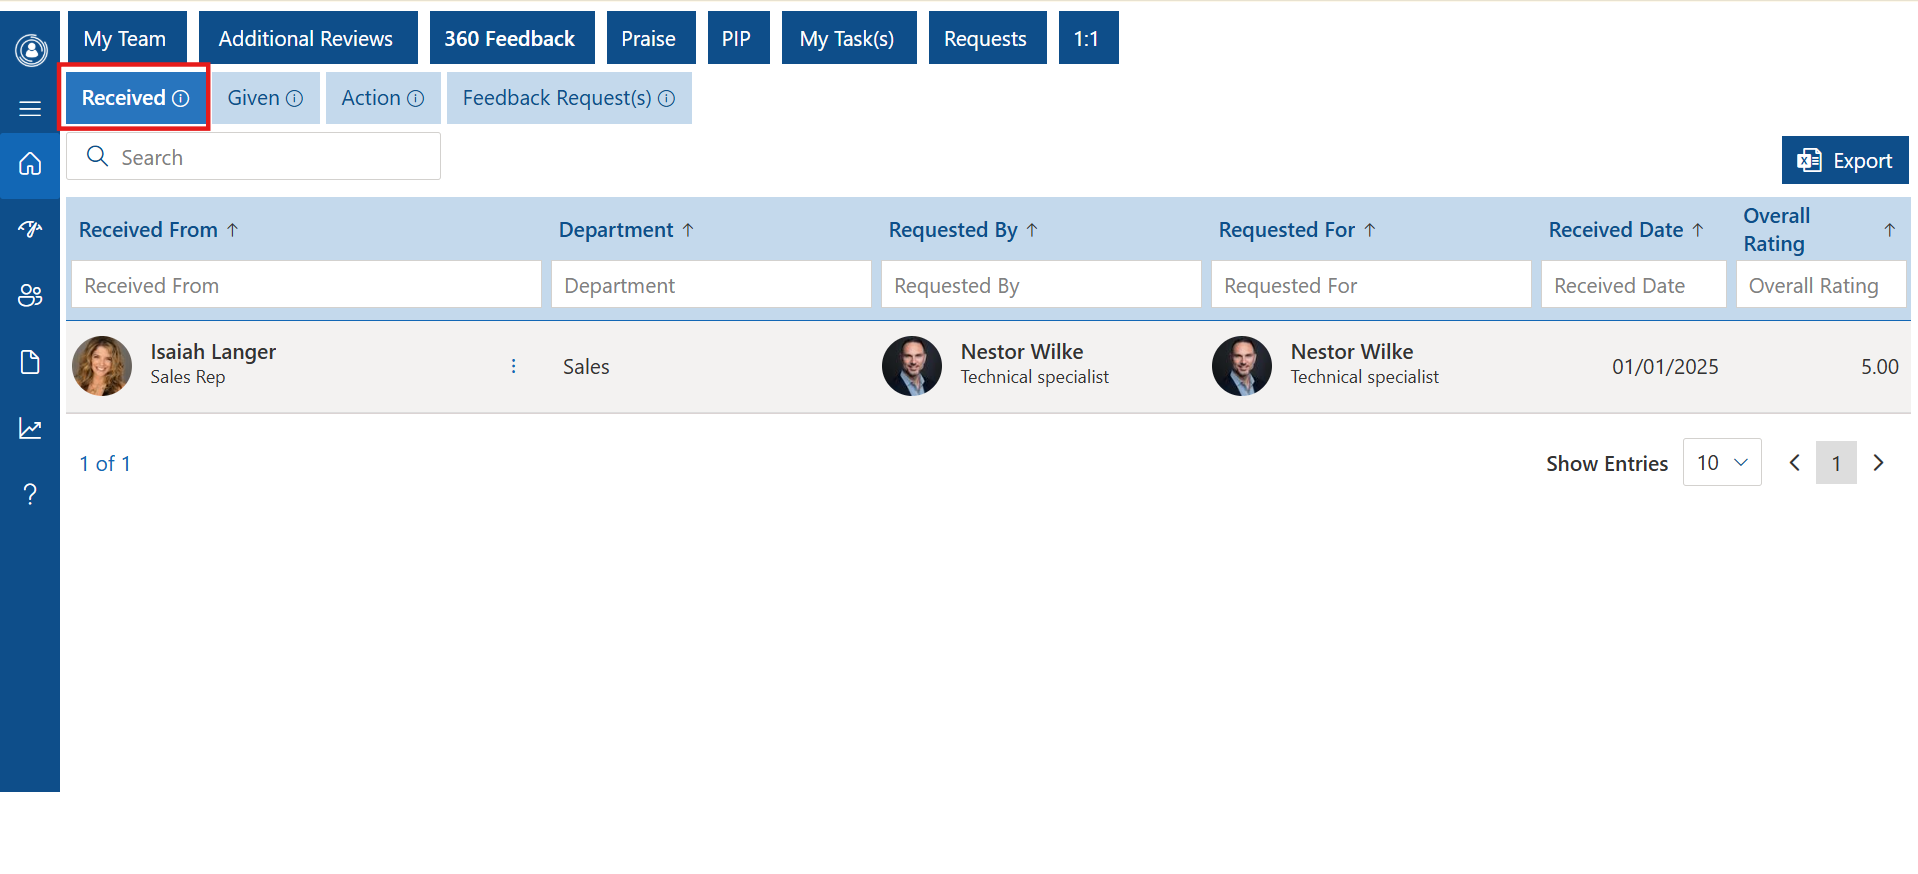 My Team Additional Reviews 360 Feedback Praise PIP My Task(s) Requests 1:1
Received Given Action Feedback Request(s)
Search
Export
Received From Department Requested By Requested For Received Date Overall
Rating
Received From Department Requested By Requested For Received Date Overall Rating
Isaiah Langer Nestor Wilke Nestor Wilke
Sales 01/01/2025 5.00
Sales Rep Technical specialist Technical specialist
1 of 1 Show Entries 10 1